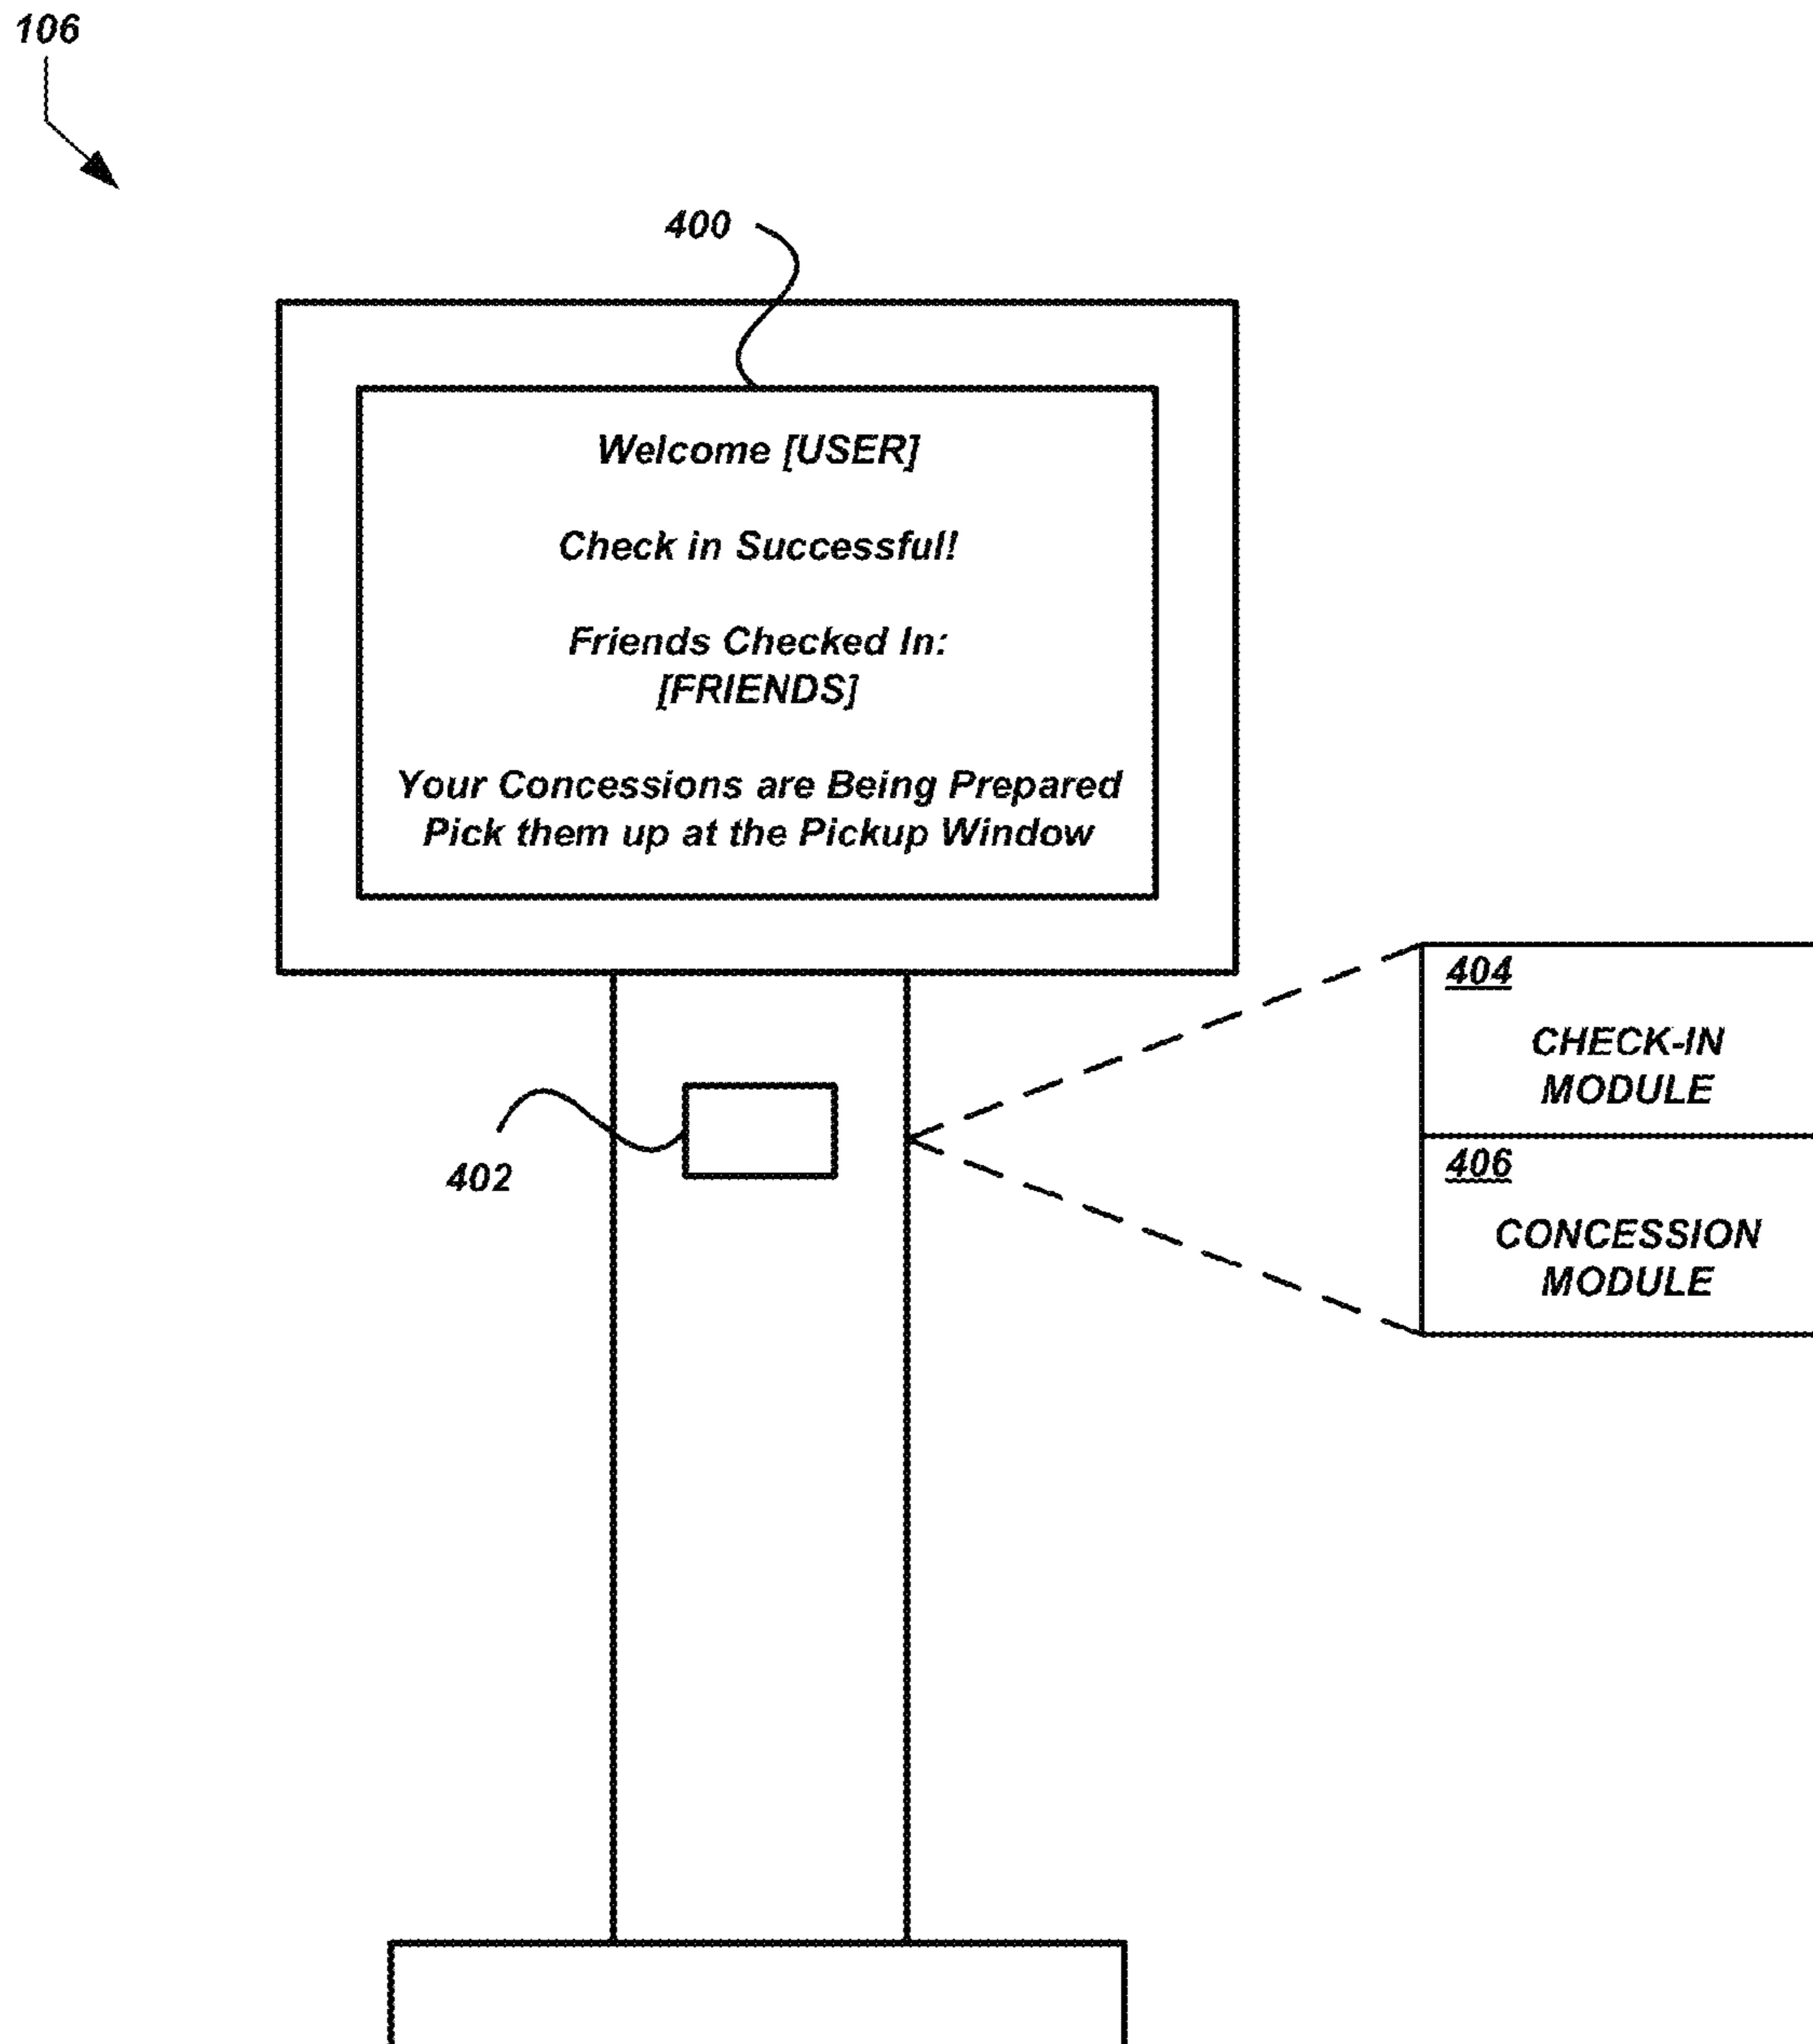 106
400
Welcome [USER]
Check in Successful!
Friends Checked In:
[FRIENDS]
Your Concessions are Being Prepared
Pick them up at the Pickup Window
404
CHECK-IN
MODULE
402
406
CONCESSION
MODULE